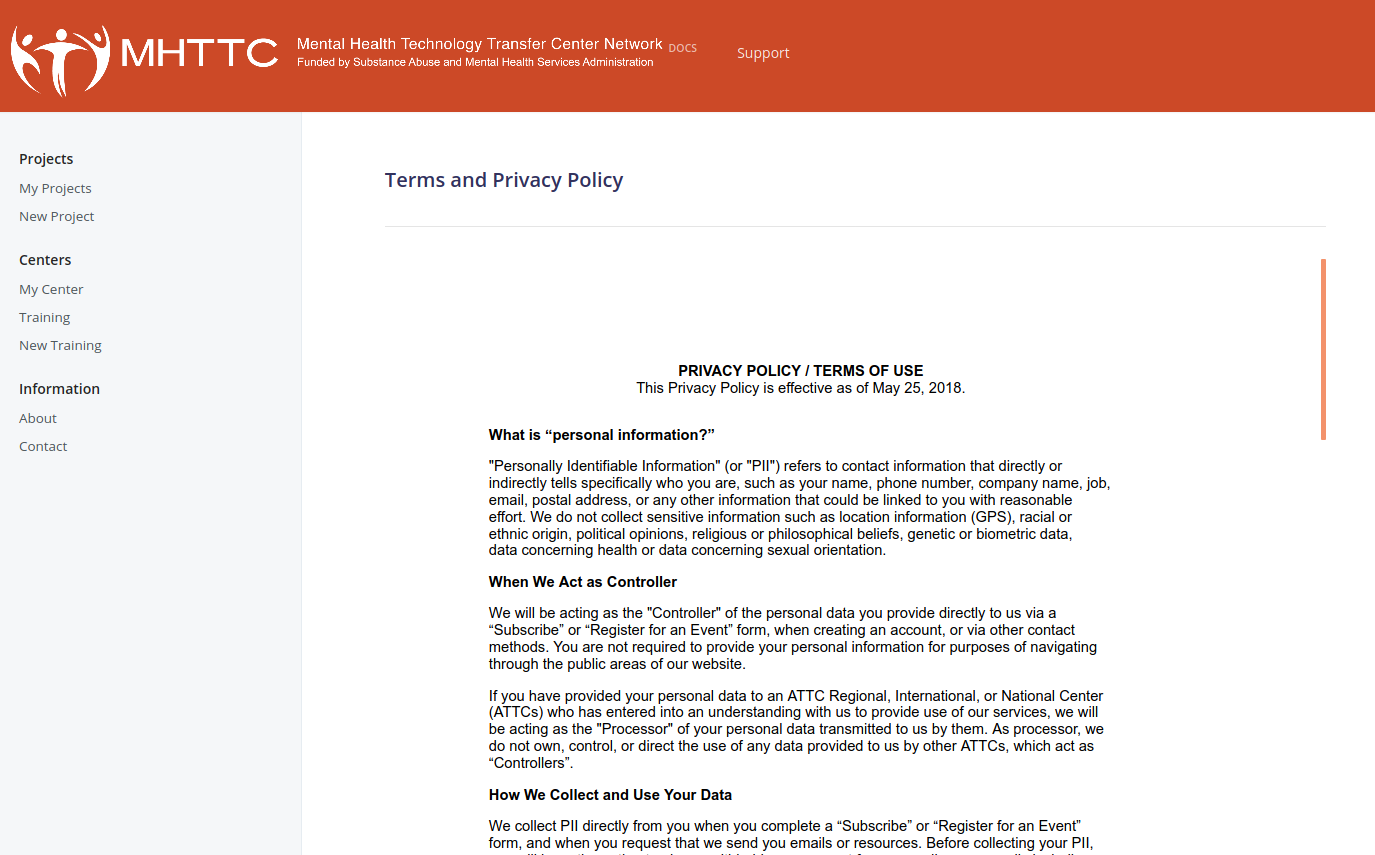 MHTTC
Mental Health Technology Transfer Center Network
Funded by Substance Abuse and Mental Health Services Administration
DOCS
Support
Projects
My Projects
New Project
Centers
My Center
Training
New Training
Information
About
Contact
Terms and Privacy Policy
PRIVACY POLICY / TERMS OF USE
This Privacy Policy is effective as of May 25, 2018.
What is “personal information?”
"Personally Identifiable Information" (or "PII") refers to contact information that directly or
indirectly tells specifically who you are, such as your name, phone number, company name, job,
email, postal address, or any other information that could be linked to you with reasonable
effort. We do not collect sensitive information such as location information (GPS), racial or
ethnic origin, political opinions, religious or philosophical beliefs, genetic or biometric data,
data concerning health or data concerning sexual orientation.
When We Act as Controller
We will be acting as the "Controller" of the personal data you provide directly to us via a
“Subscribe” or “Register for an Event” form, when creating an account, or via other contact
methods. You are not required to provide your personal information for purposes of navigating
through the public areas of our website.
If you have provided your personal data to an ATTC Regional, International, or National Center
(ATTCs) who has entered into an understanding with us to provide use of our services, we will
be acting as the "Processor" of your personal data transmitted to us by them. As processor, we
do not own, control, or direct the use of any data provided to us by other ATTCs, which act as
“Controllers”.
How We Collect and Use Your Data
We collect PII directly from you when you complete a “Subscribe” or “Register for an Event”
form, and when you request that we send you emails or resources. Before collecting your PII,